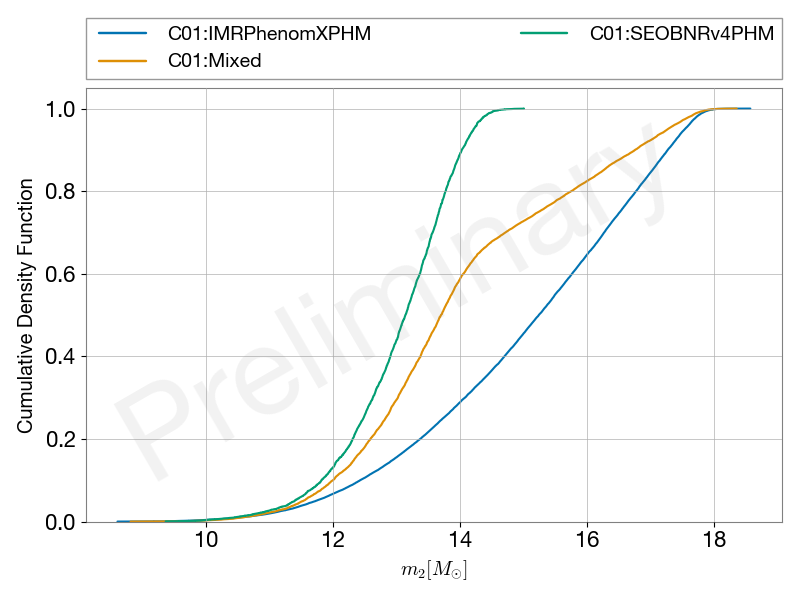 C01:IMRPhenomXPHM
C01:SEOBNRv4PHM
C01:Mixed
1.0
0.8
0.6
0.4
0.2
0.0
Cumulative Density Function
Preliminary
10 12 14 16 18
m₂[M☉]